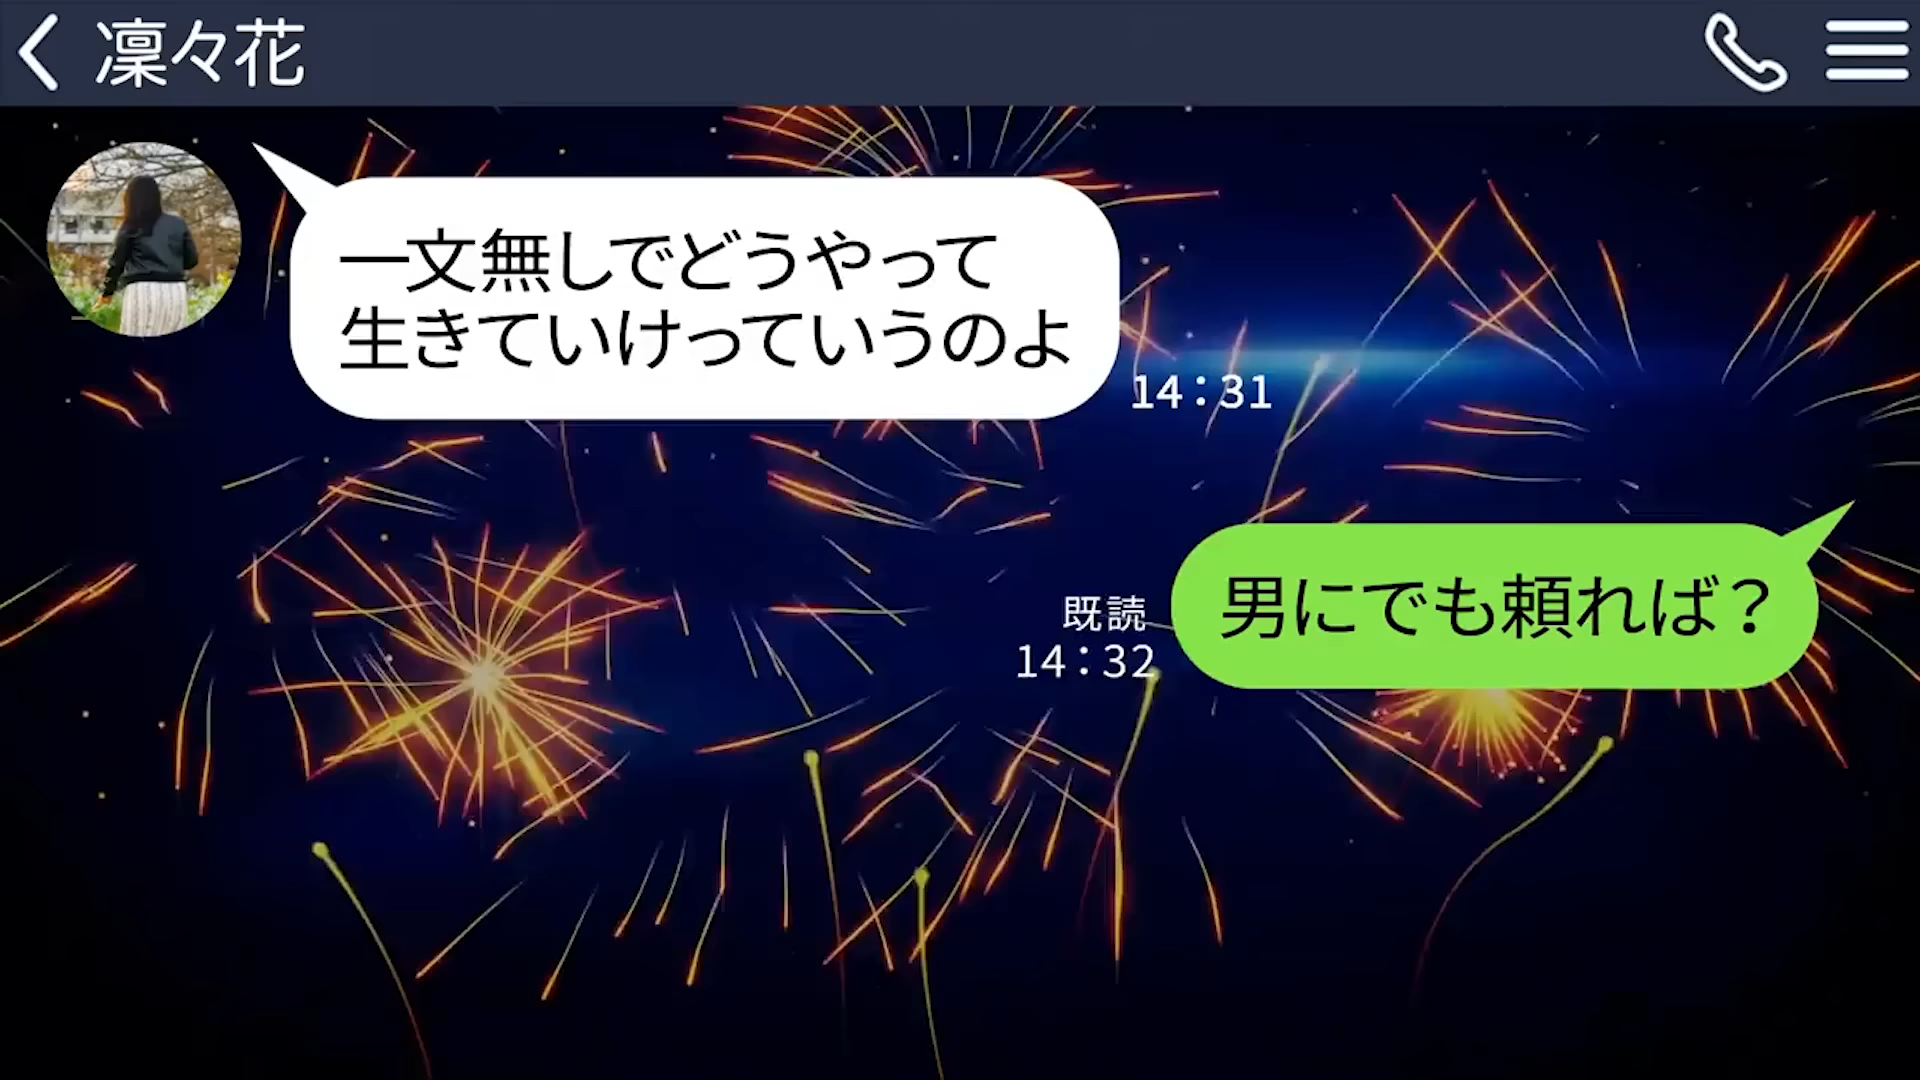 凛々花
一文無しでどうやって
生きていけっていうのよ
14:31
男にでも頼れば？
既読
14:32